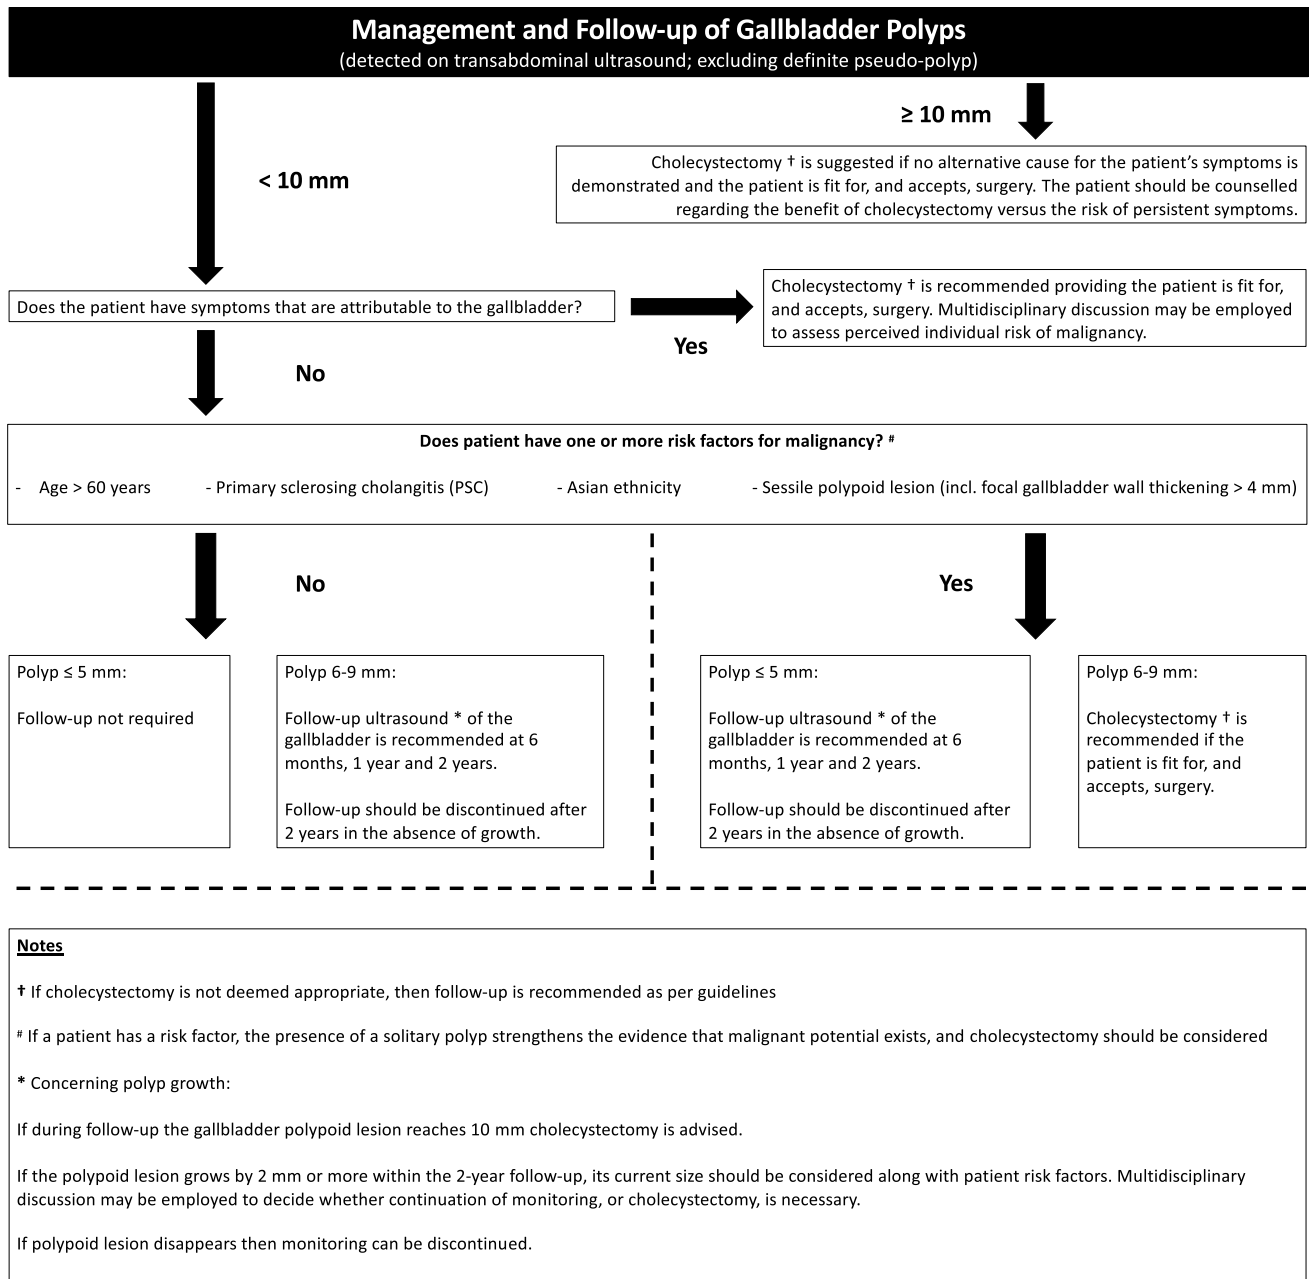 Management and Follow-up of Gallbladder Polyps
(detected on transabdominal ultrasound; excluding definite pseudo-polyp)
≥ 10 mm
Cholecystectomy † is suggested if no alternative cause for the patient’s symptoms is
demonstrated and the patient is fit for, and accepts, surgery. The patient should be counselled
regarding the benefit of cholecystectomy versus the risk of persistent symptoms.
< 10 mm
Does the patient have symptoms that are attributable to the gallbladder?
Yes
Cholecystectomy † is recommended providing the patient is fit for,
and accepts, surgery. Multidisciplinary discussion may be employed
to assess perceived individual risk of malignancy.
No
Does patient have one or more risk factors for malignancy? #
- Age > 60 years
- Primary sclerosing cholangitis (PSC)
- Asian ethnicity
- Sessile polypoid lesion (incl. focal gallbladder wall thickening > 4 mm)
No
Yes
Polyp ≤ 5 mm:
Follow-up not required
Polyp 6-9 mm:
Follow-up ultrasound * of the
gallbladder is recommended at 6
months, 1 year and 2 years.
Follow-up should be discontinued after
2 years in the absence of growth.
Polyp ≤ 5 mm:
Follow-up ultrasound * of the
gallbladder is recommended at 6
months, 1 year and 2 years.
Follow-up should be discontinued after
2 years in the absence of growth.
Polyp 6-9 mm:
Cholecystectomy † is
recommended if the
patient is fit for, and
accepts, surgery.
Notes
† If cholecystectomy is not deemed appropriate, then follow-up is recommended as per guidelines
# If a patient has a risk factor, the presence of a solitary polyp strengthens the evidence that malignant potential exists, and cholecystectomy should be considered
* Concerning polyp growth:
If during follow-up the gallbladder polypoid lesion reaches 10 mm cholecystectomy is advised.
If the polypoid lesion grows by 2 mm or more within the 2-year follow-up, its current size should be considered along with patient risk factors. Multidisciplinary
discussion may be employed to decide whether continuation of monitoring, or cholecystectomy, is necessary.
If polypoid lesion disappears then monitoring can be discontinued.